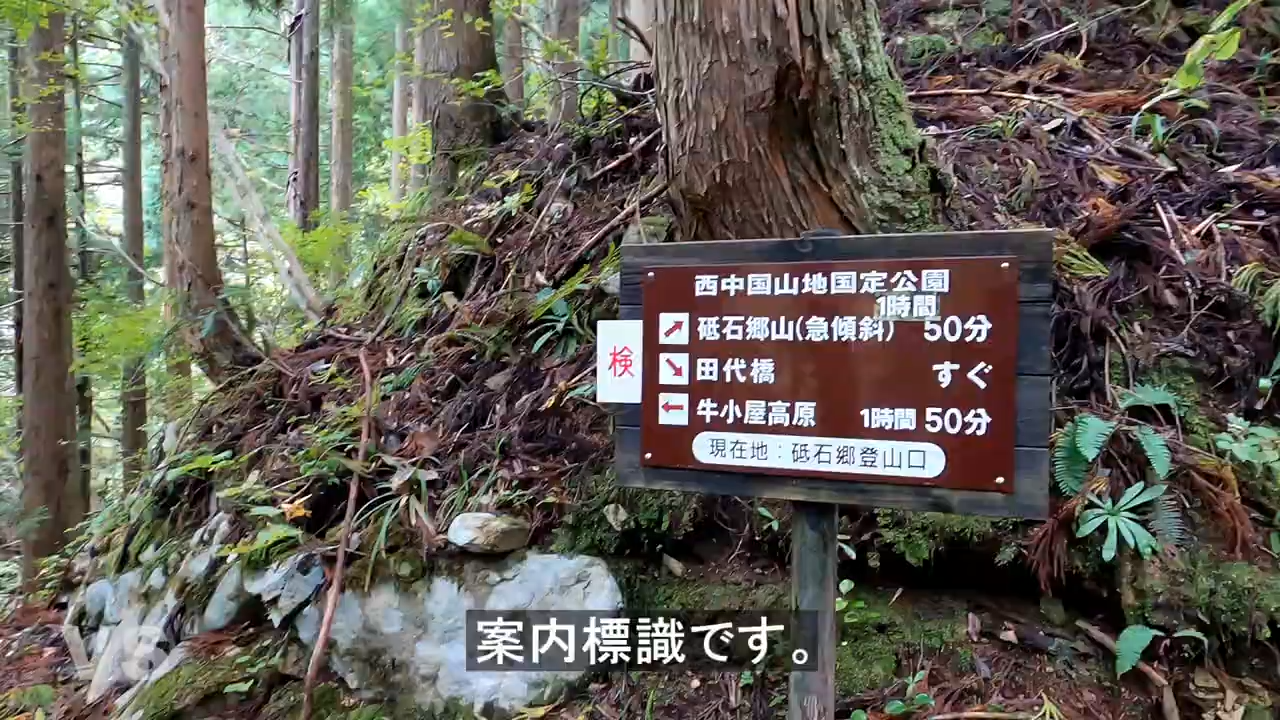 西中国山地国定公園
1時間
砥石郷山(急傾斜) 50分
田代橋 すぐ
牛小屋高原 1時間 50分
現在地:砥石郷登山口
検
案内標識です。
VS